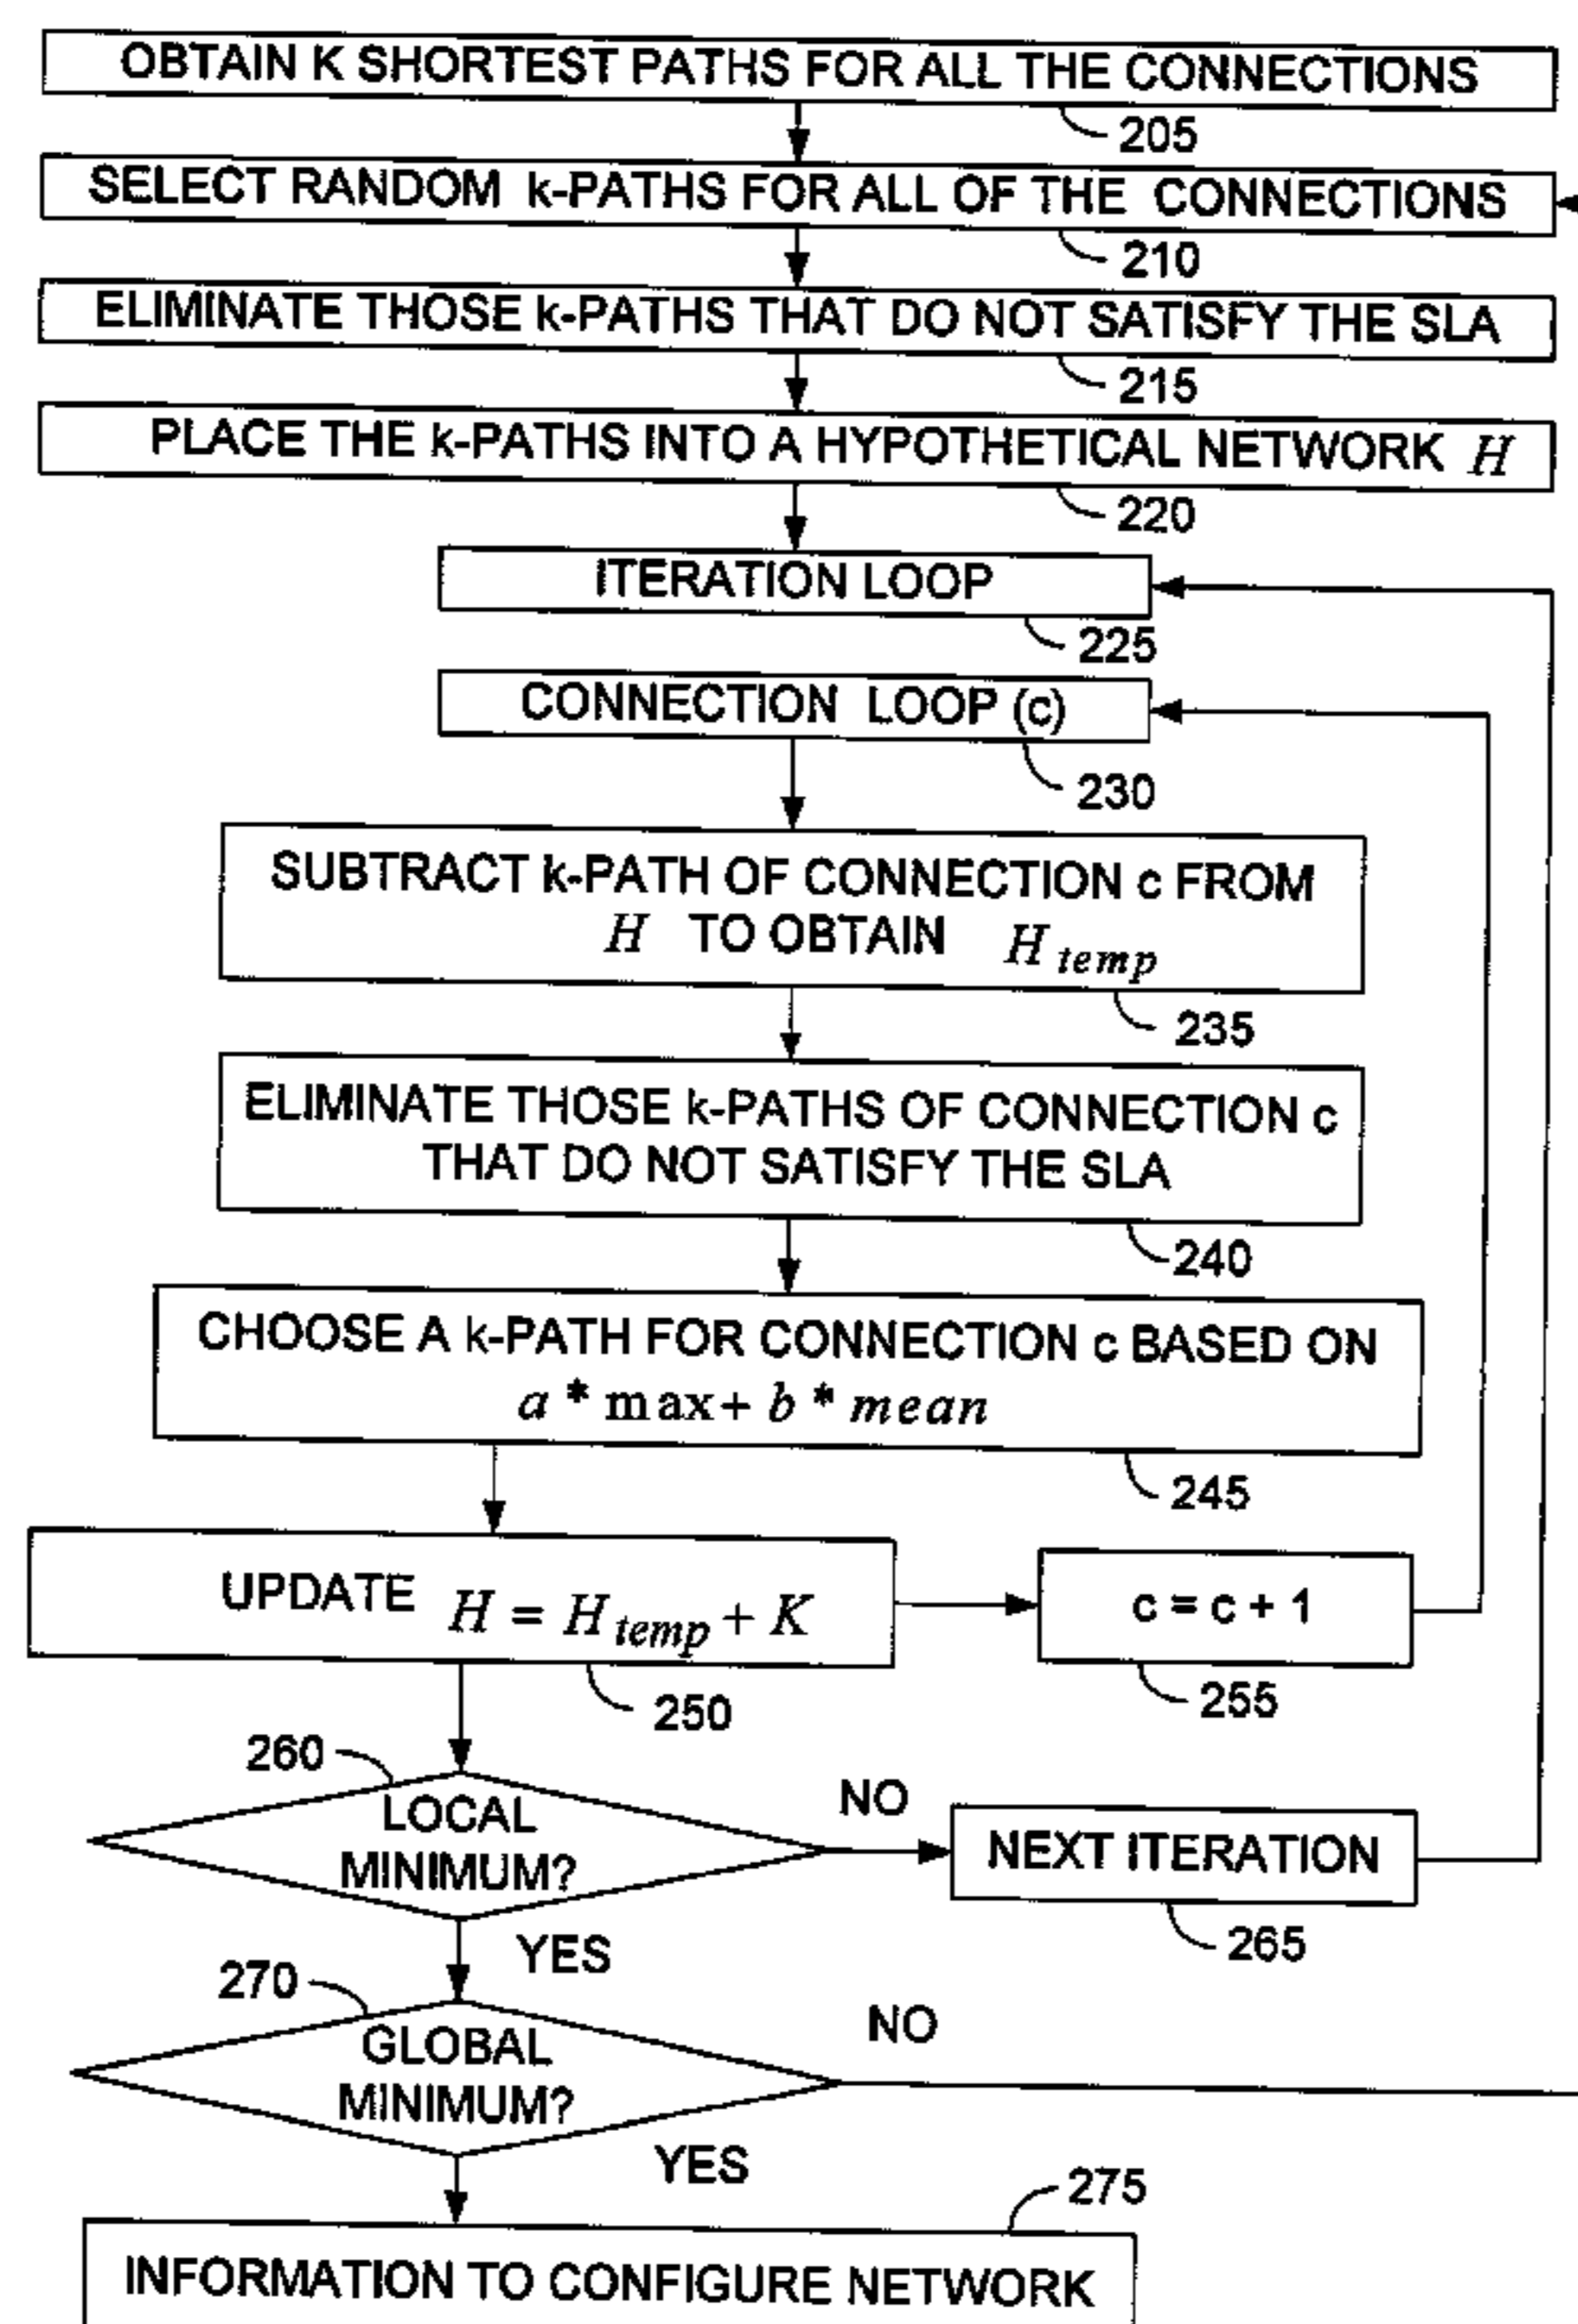 OBTAIN K SHORTEST PATHS FOR ALL THE CONNECTIONS
205
SELECT RANDOM k-PATHS FOR ALL OF THE CONNECTIONS
210
ELIMINATE THOSE k-PATHS THAT DO NOT SATISFY THE SLA
215
PLACE THE k-PATHS INTO A HYPOTHETICAL NETWORK H
220
ITERATION LOOP
225
CONNECTION LOOP (c)
230
SUBTRACT k-PATH OF CONNECTION c FROM
H TO OBTAIN H temp
235
ELIMINATE THOSE k-PATHS OF CONNECTION c
THAT DO NOT SATISFY THE SLA
240
CHOOSE A k-PATH FOR CONNECTION c BASED ON
a * max + b * mean
245
UPDATE H = H temp + K
250
c = c + 1
255
260
LOCAL
MINIMUM?
NO
NEXT ITERATION
265
YES
270
GLOBAL
MINIMUM?
NO
YES
275
INFORMATION TO CONFIGURE NETWORK